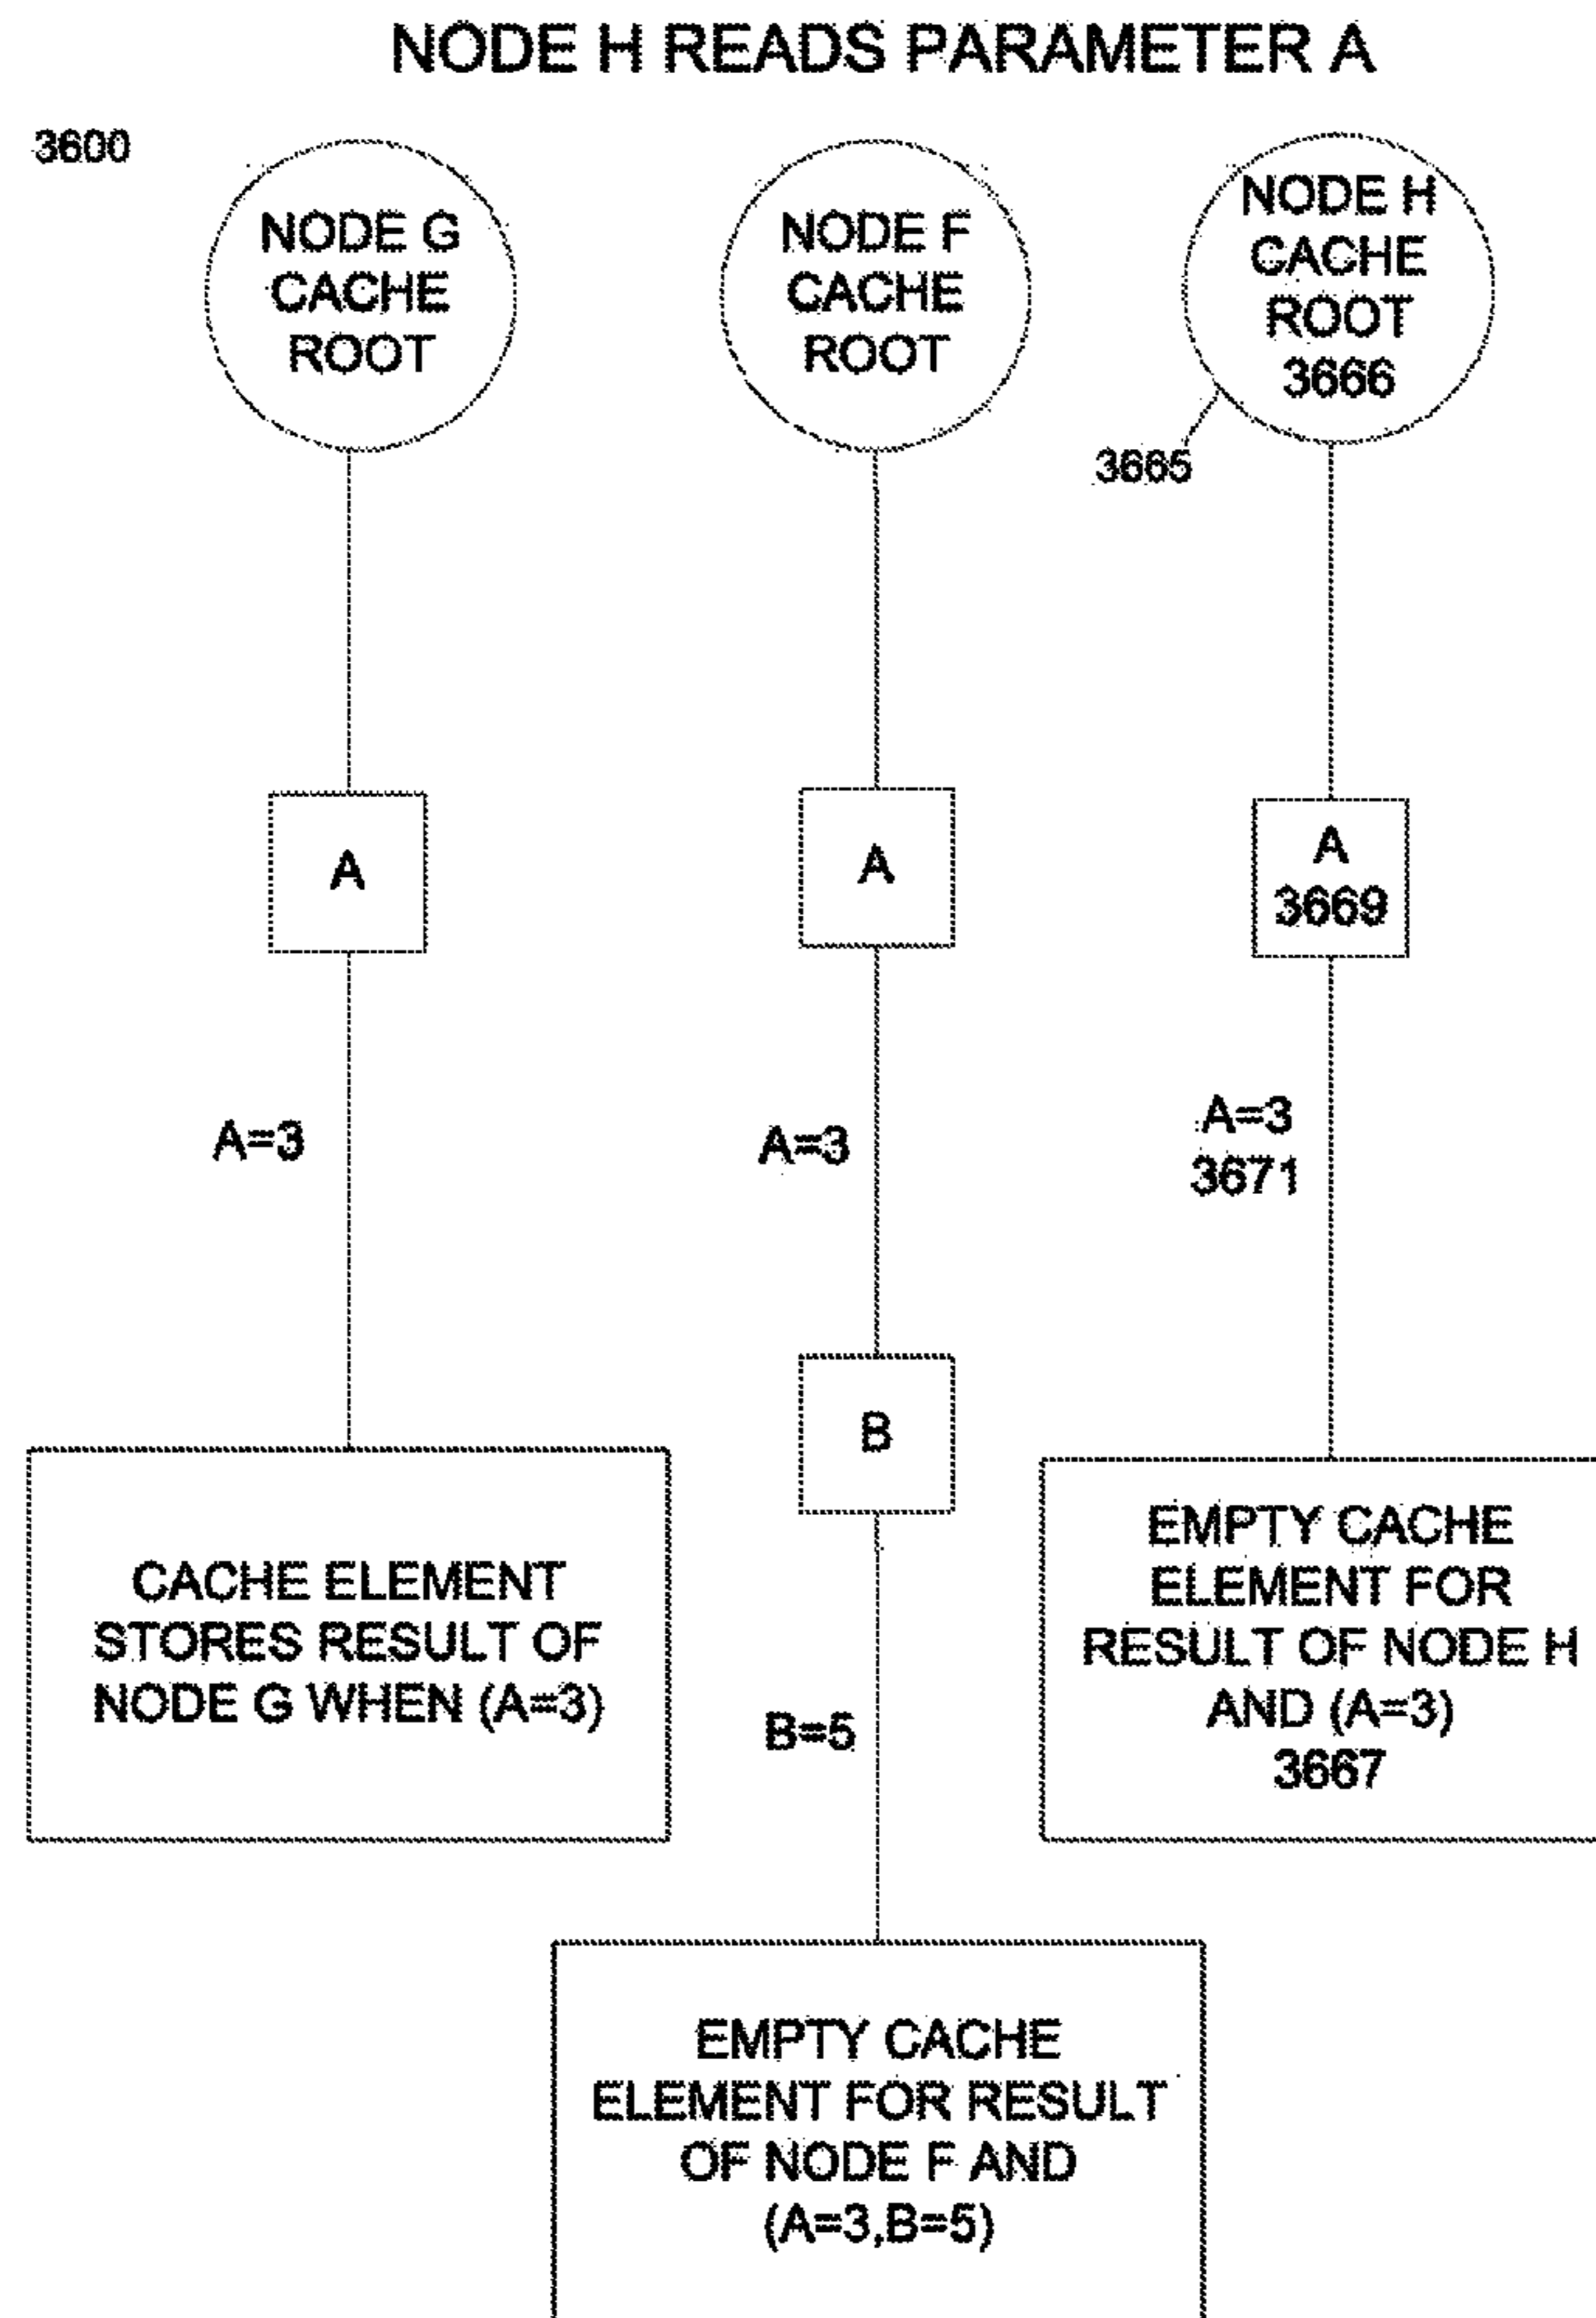 NODE H READS PARAMETER A
3600
NODE G
CACHE
ROOT
NODE F
CACHE
ROOT
NODE H
CACHE
ROOT
3666
3665
A
A
A
3669
A=3
A=3
A=3
3671
B
CACHE ELEMENT
STORES RESULT OF
NODE G WHEN (A=3)
B=5
EMPTY CACHE
ELEMENT FOR
RESULT OF NODE H
AND (A=3)
3667
EMPTY CACHE
ELEMENT FOR RESULT
OF NODE F AND
(A=3,B=5)